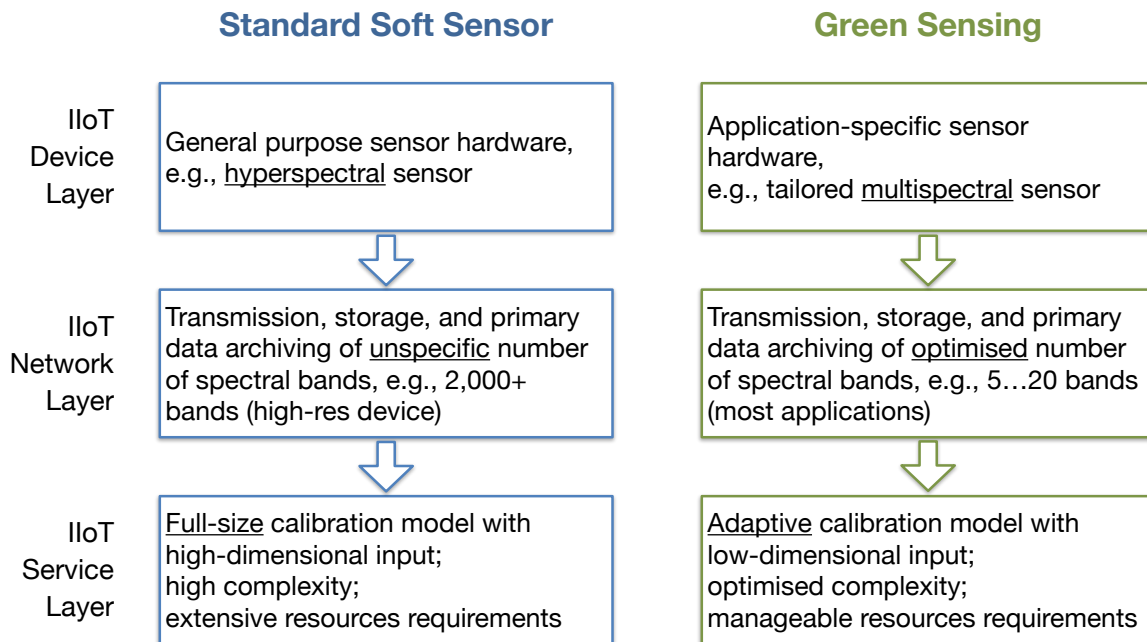 Standard Soft Sensor
Green Sensing
IIoT
Device
Layer
General purpose sensor hardware,
e.g., hyperspectral sensor
Application-specific sensor
hardware,
e.g., tailored multispectral sensor
IIoT
Network
Layer
Transmission, storage, and primary
data archiving of unspecific number
of spectral bands, e.g., 2,000+
bands (high-res device)
Transmission, storage, and primary
data archiving of optimised number
of spectral bands, e.g., 5…20 bands
(most applications)
IIoT
Service
Layer
Full-size calibration model with
high-dimensional input;
high complexity;
extensive resources requirements
Adaptive calibration model with
low-dimensional input;
optimised complexity;
manageable resources requirements